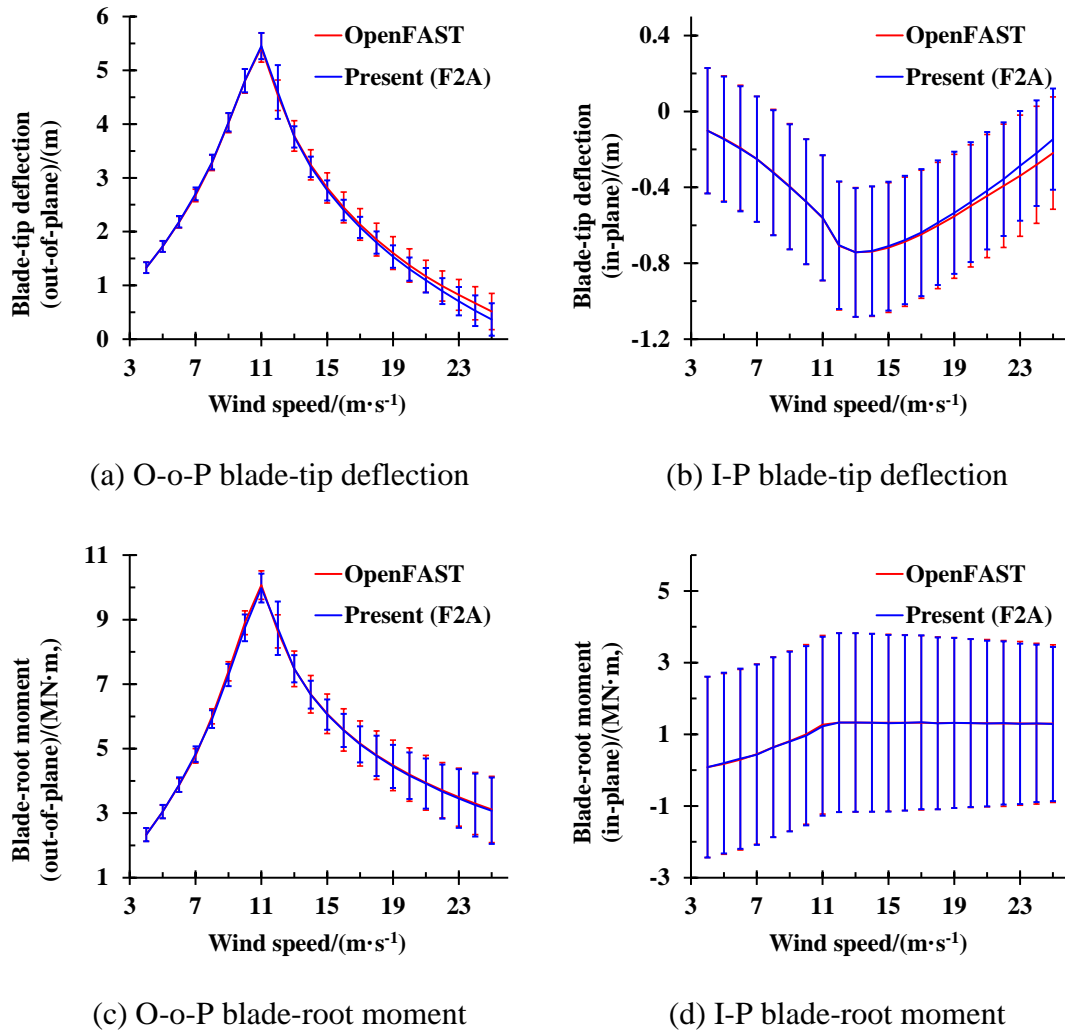 6
5
4
3
2
1
0
3 7 11 15 19 23
Blade-tip deflection
(out-of-plane)/(m)
Wind speed/(m·s⁻¹)
OpenFAST
Present (F2A)
(a) O-o-P blade-tip deflection
0.4
0
-0.4
-0.8
-1.2
3 7 11 15 19 23
Blade-tip deflection
(in-plane)/(m)
Wind speed/(m·s⁻¹)
OpenFAST
Present (F2A)
(b) I-P blade-tip deflection
11
9
7
5
3
1
3 7 11 15 19 23
Blade-root moment
(out-of-plane)/(MN·m,)
Wind speed/(m·s⁻¹)
OpenFAST
Present (F2A)
(c) O-o-P blade-root moment
5
3
1
-1
-3
3 7 11 15 19 23
Blade-root moment
(in-plane)/(MN·m,)
Wind speed/(m·s⁻¹)
OpenFAST
Present (F2A)
(d) I-P blade-root moment